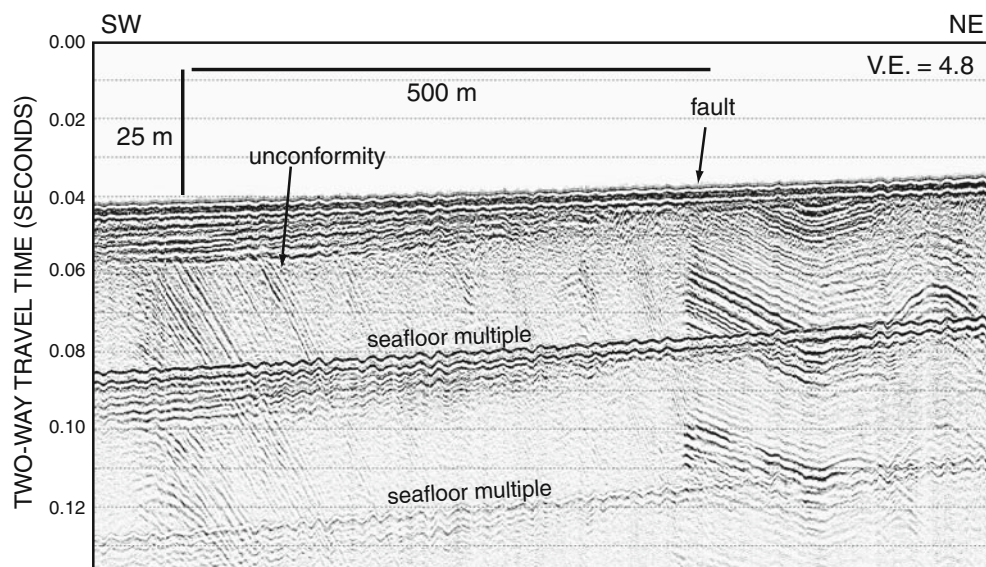 SW
NE
0.00
V.E. = 4.8
500 m
fault
0.02
25 m
unconformity
0.04
0.06
seafloor multiple
0.08
0.10
seafloor multiple
0.12
TWO-WAY TRAVEL TIME (SECONDS)